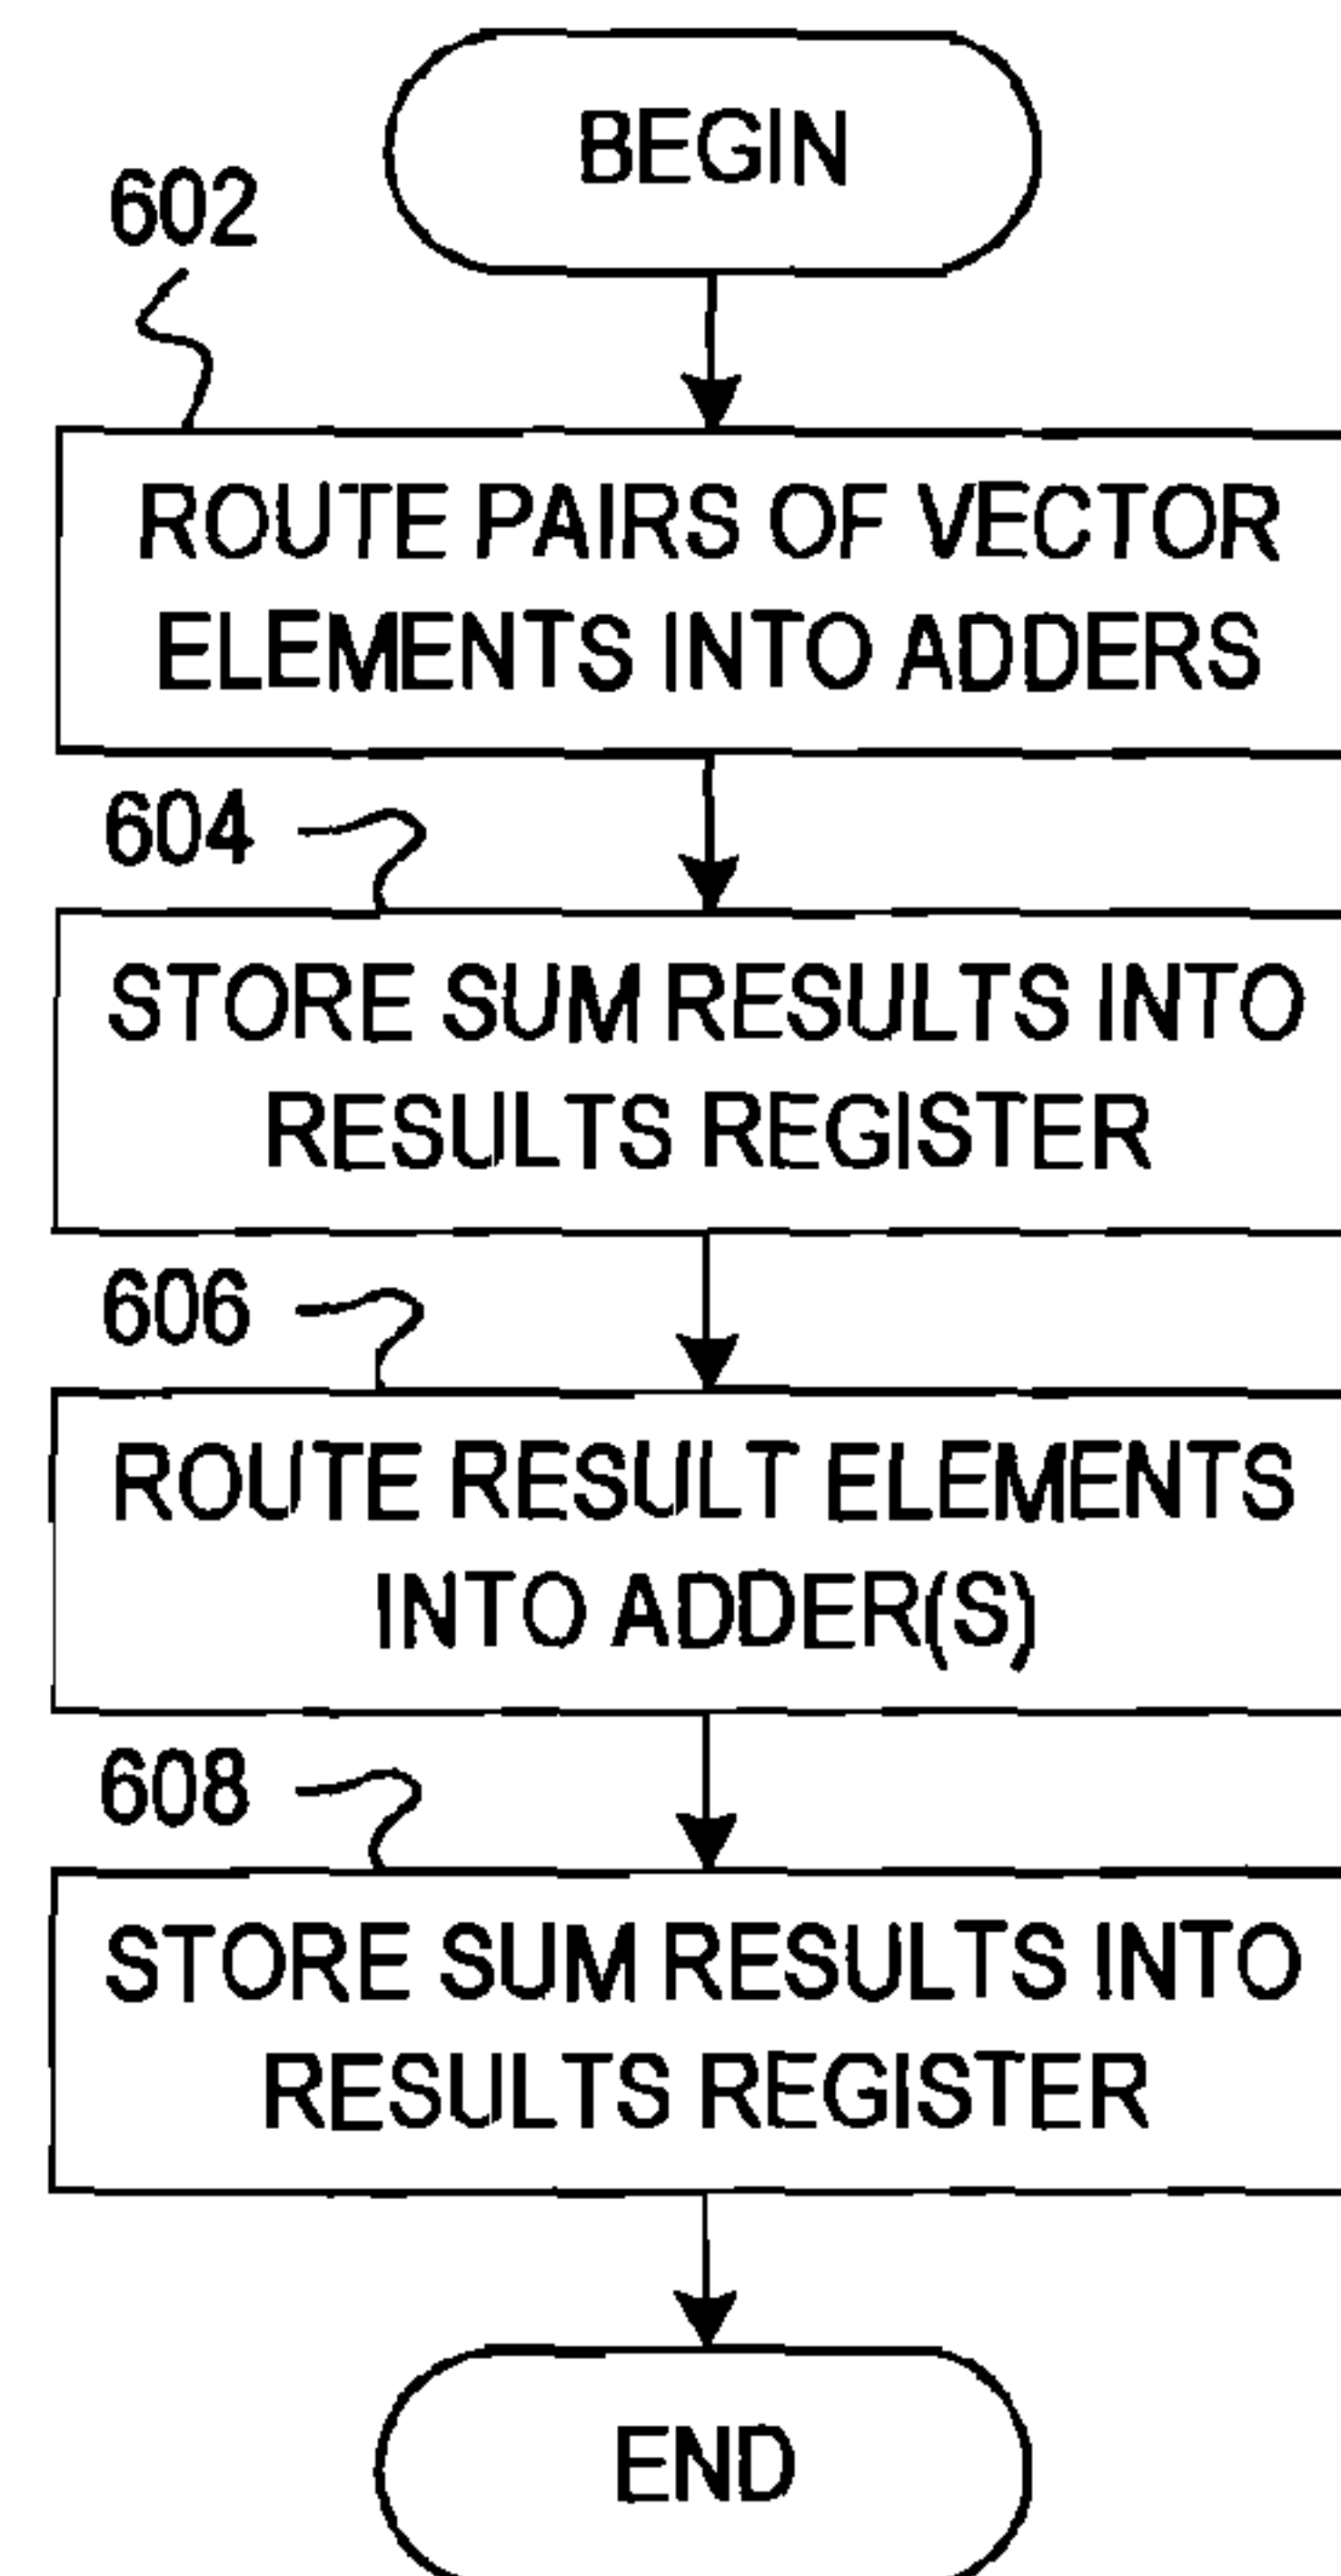 BEGIN
602
ROUTE PAIRS OF VECTOR
ELEMENTS INTO ADDERS
604
STORE SUM RESULTS INTO
RESULTS REGISTER
606
ROUTE RESULT ELEMENTS
INTO ADDER(S)
608
STORE SUM RESULTS INTO
RESULTS REGISTER
END